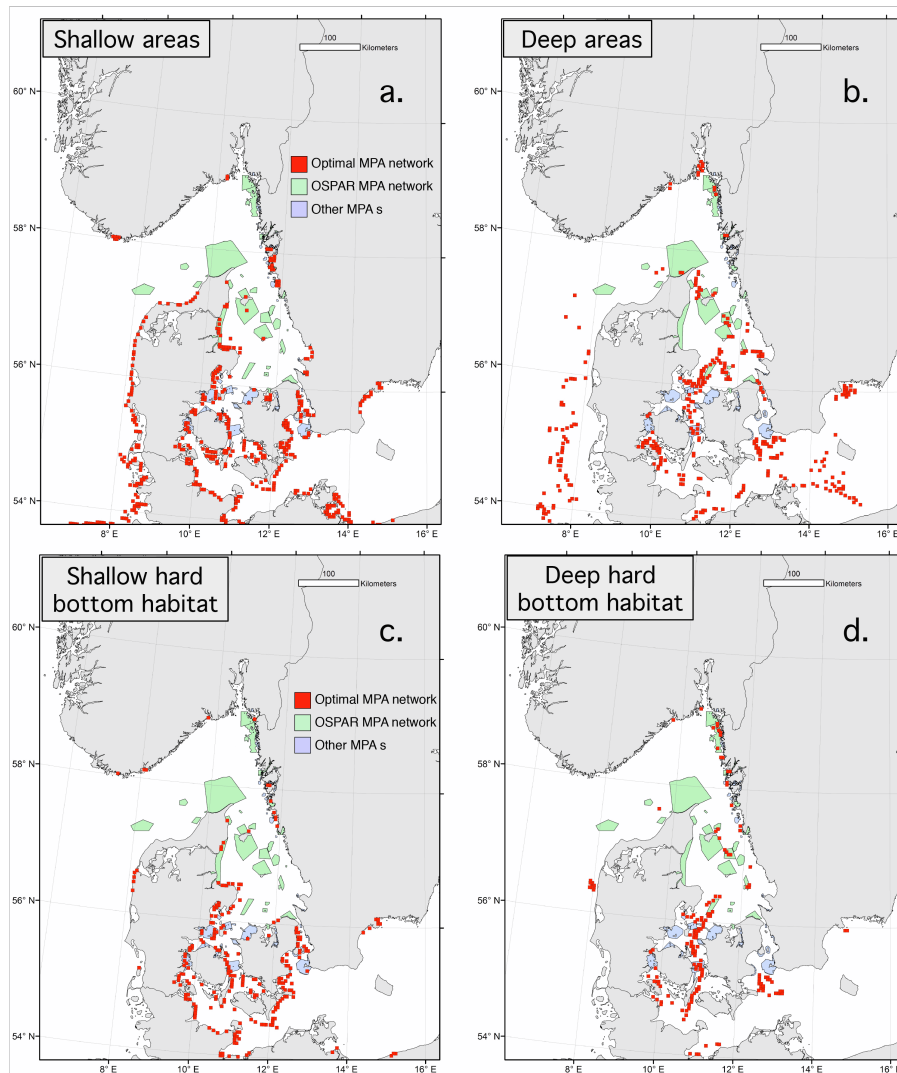 Shallow areas
100
Kilometers
a.
60° N
Optimal MPA network
OSPAR MPA network
Other MPA s
58° N
56° N
54° N
8° E
10° E
12° E
14° E
16° E
Deep areas
100
Kilometers
b.
60° N
58° N
56° N
54° N
10° E
12° E
14° E
16° E
Shallow hard
bottom habitat
100
Kilometers
c.
60° N
Optimal MPA network
OSPAR MPA network
Other MPA s
58° N
56° N
54° N
8° E
10° E
12° E
14° E
16° E
Deep hard
bottom habitat
100
Kilometers
d.
60° N
58° N
56° N
54° N
10° E
12° E
14° E
16° E